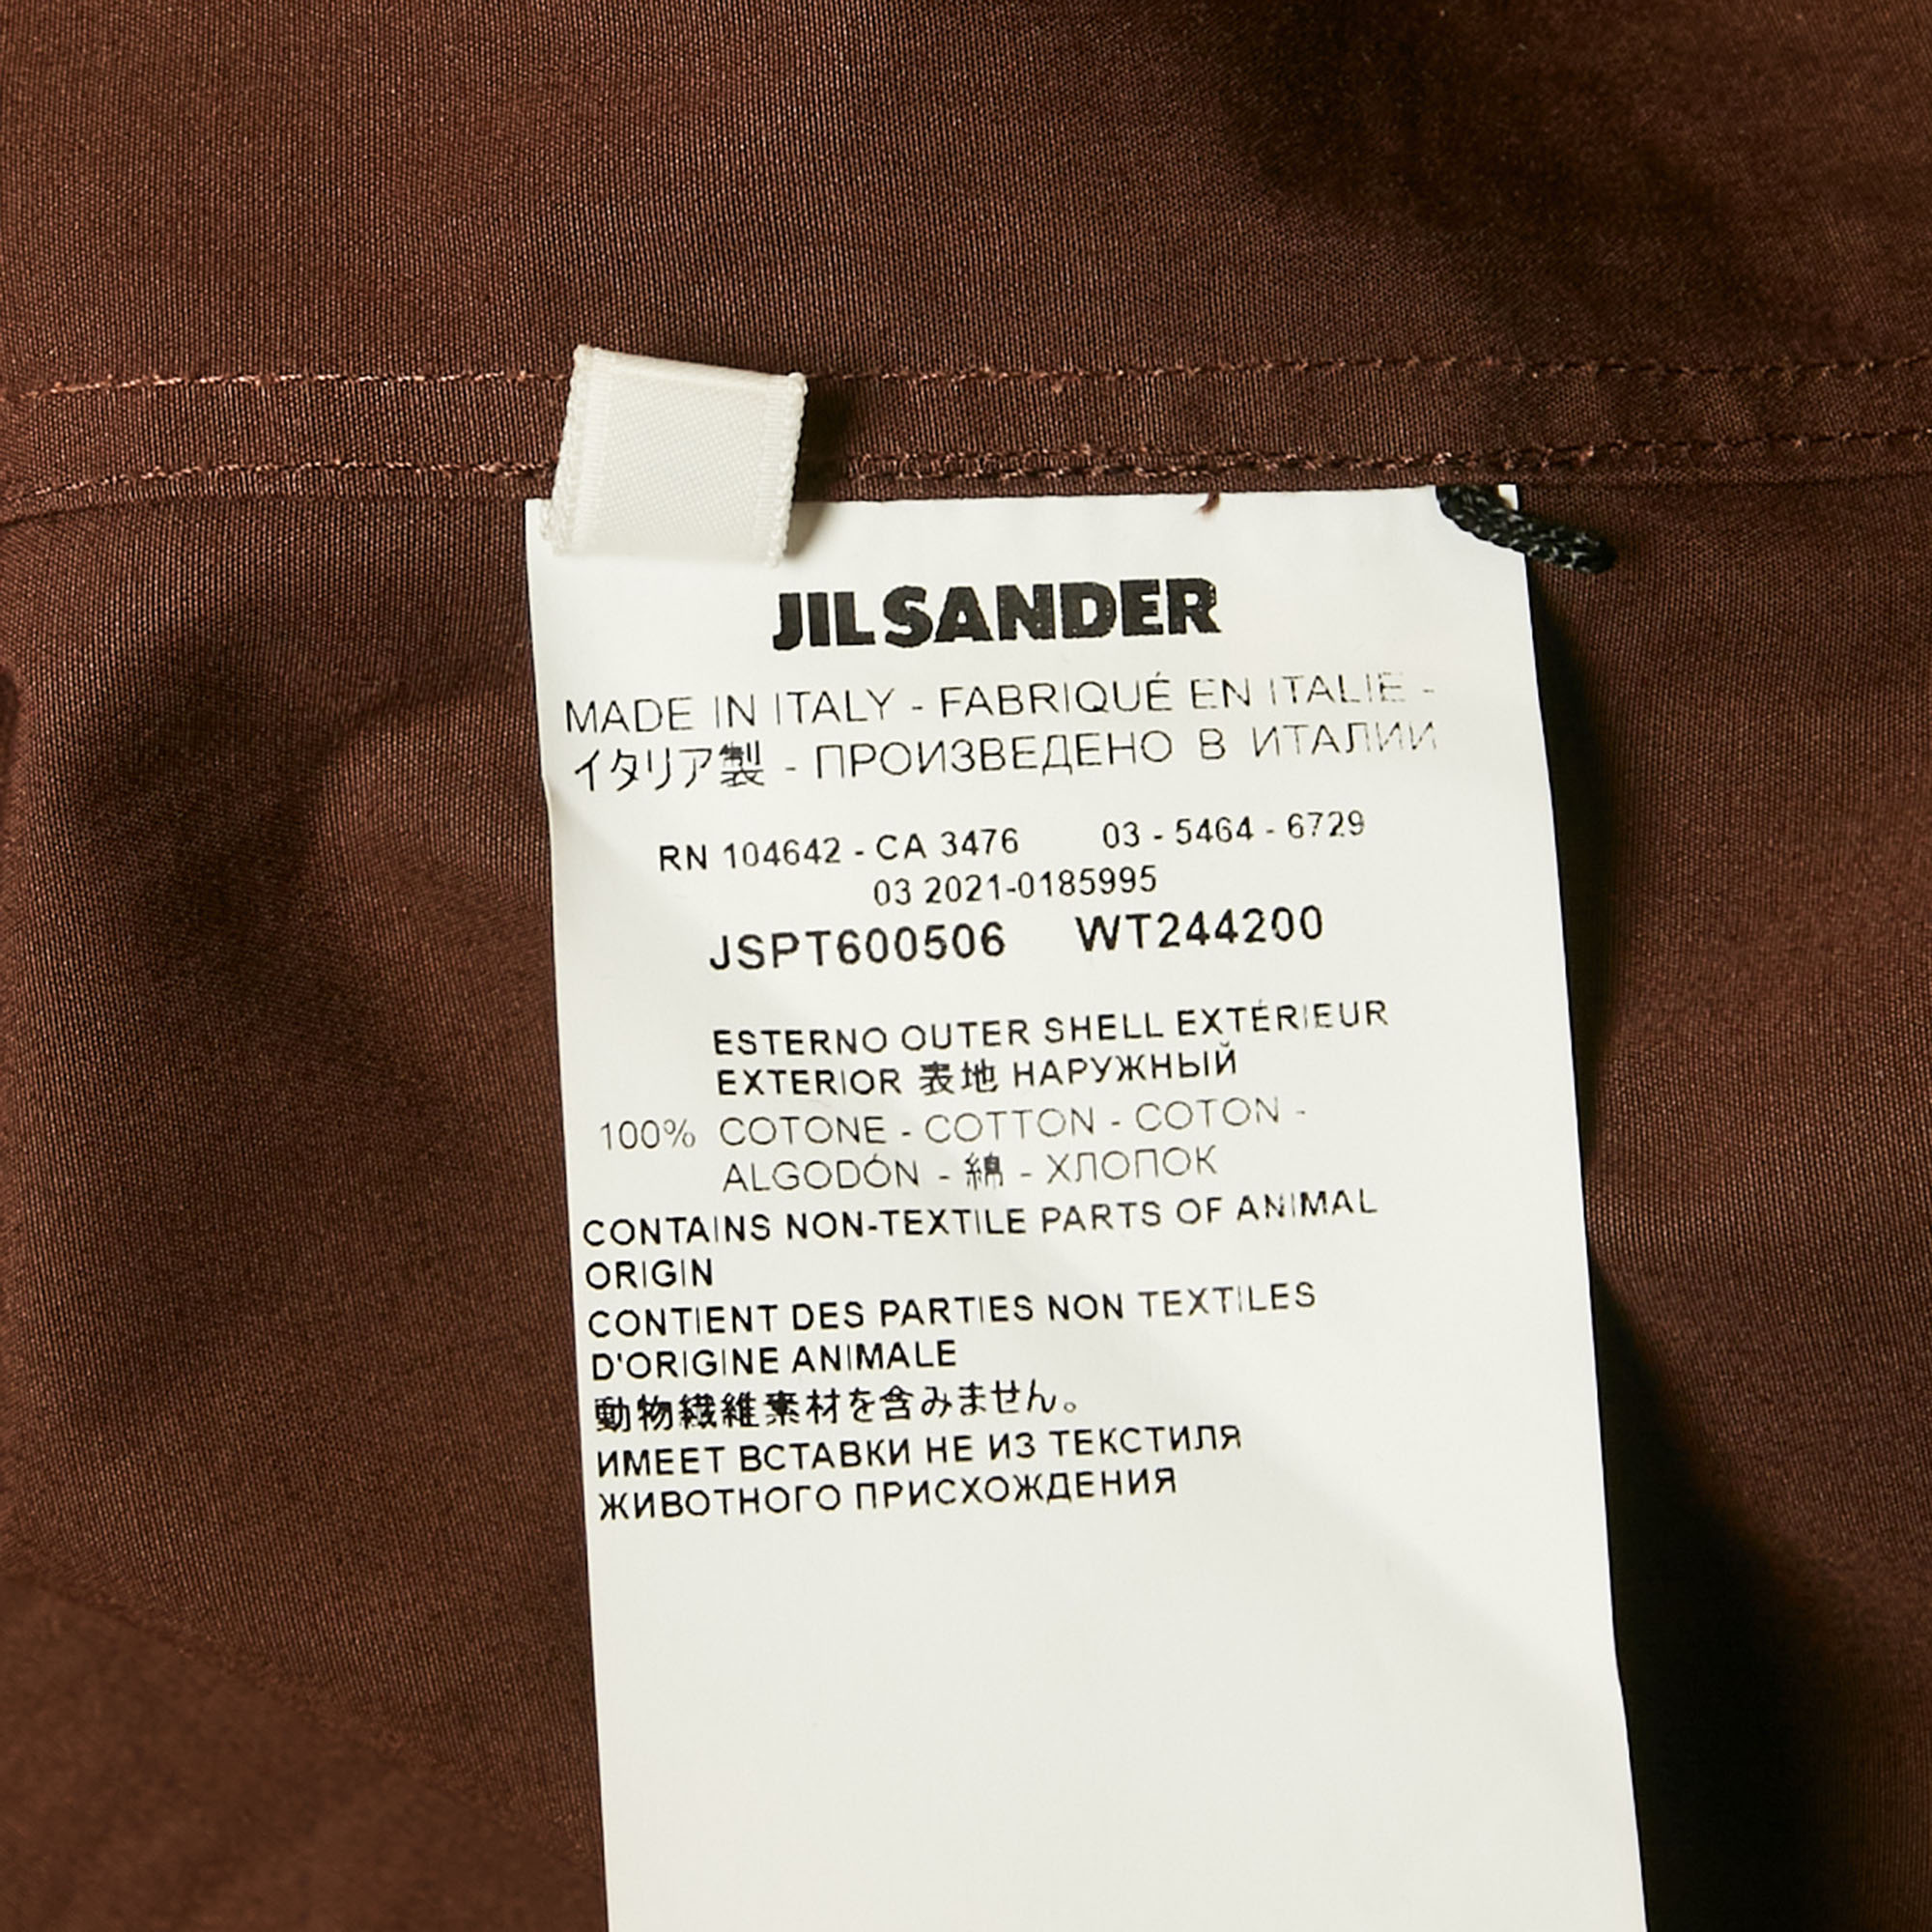 JIL SANDER
MADE IN ITALY - FABRIQUÉ EN ITALIE -
イタリア製 - ПРОИЗВЕДЕНО В ИТАЛИИ
RN 104642 - CA 3476 03 - 5464 - 6729
03 2021-0185995
JSPT600506 WT244200
ESTERNO OUTER SHELL EXTÉRIEUR
EXTERIOR 表地 НАРУЖНЫЙ
100% COTONE - COTTON - COTON -
ALGODÓN - 綿 - ХЛОПОК
CONTAINS NON-TEXTILE PARTS OF ANIMAL
ORIGIN
CONTIENT DES PARTIES NON TEXTILES
D'ORIGINE ANIMALE
動物繊維素材を含みません。
ИМЕЕТ ВСТАВКИ НЕ ИЗ ТЕКСТИЛЯ
ЖИВОТНОГО ПРИСХОЖДЕНИЯ